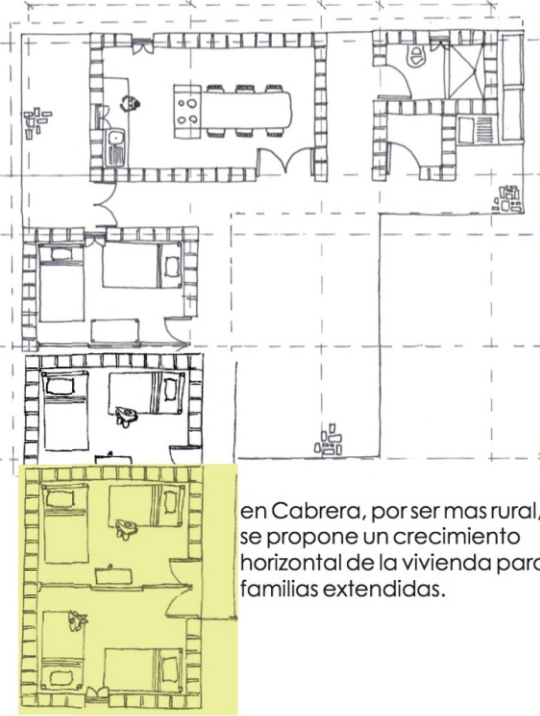 en Cabrera, por ser mas rural,
se propone un crecimiento
horizontal de la vivienda para
familias extendidas.